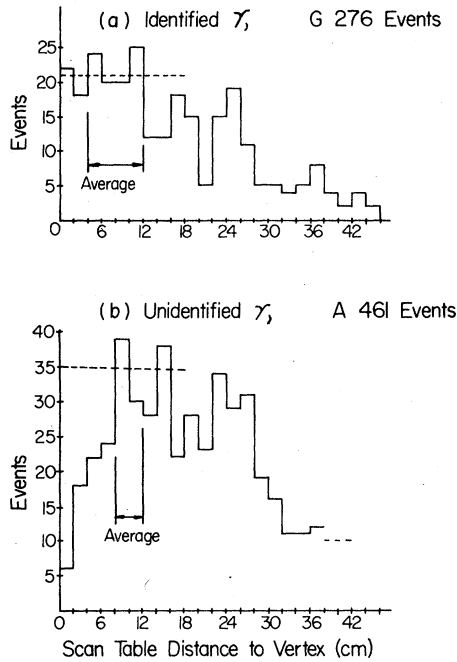 (a) Identified γ, G 276 Events
25
20
15
10
5
Events
Average
0 6 12 18 24 30 36 42
(b) Unidentified γ, A 461 Events
40
35
30
25
20
15
10
5
Events
Average
0 6 12 18 24 30 36 42
Scan Table Distance to Vertex (cm)